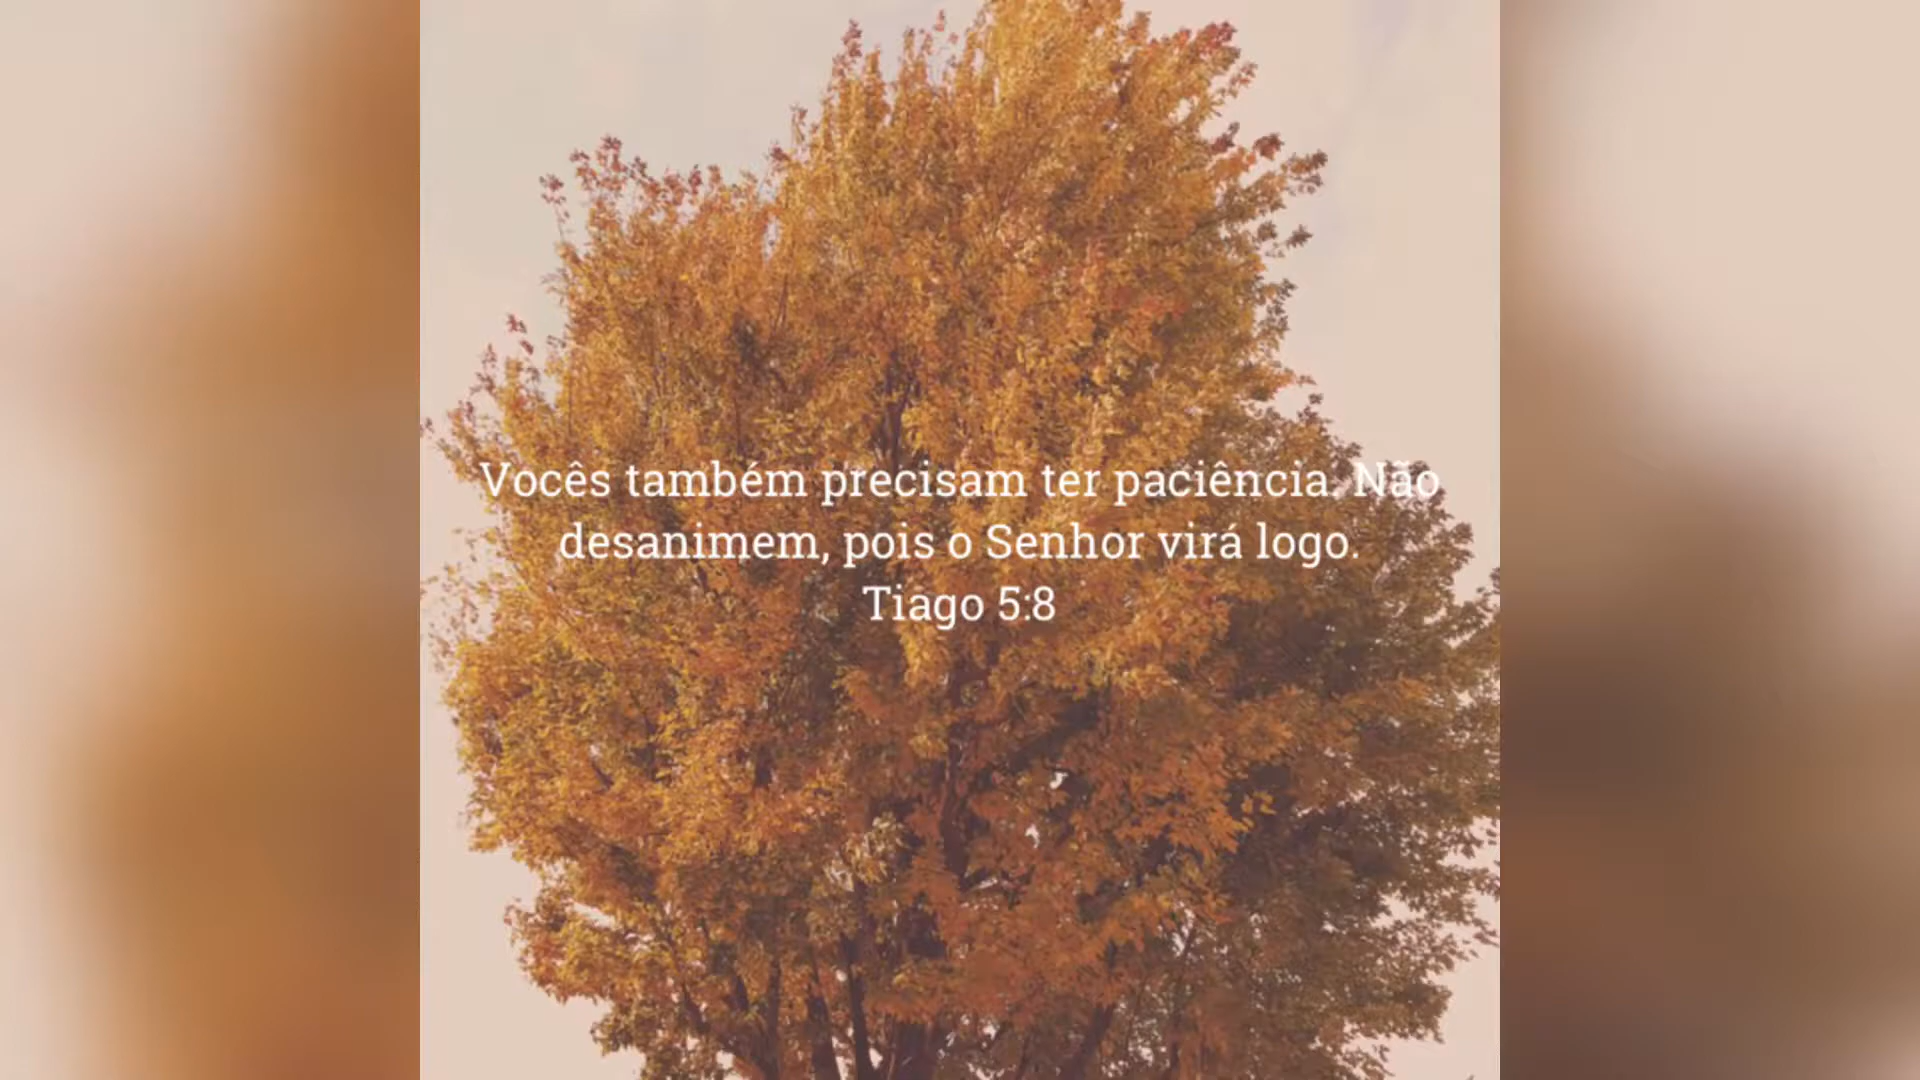 Vocês também precisam ter paciência. Não
desanimem, pois o Senhor virá logo.
Tiago 5:8